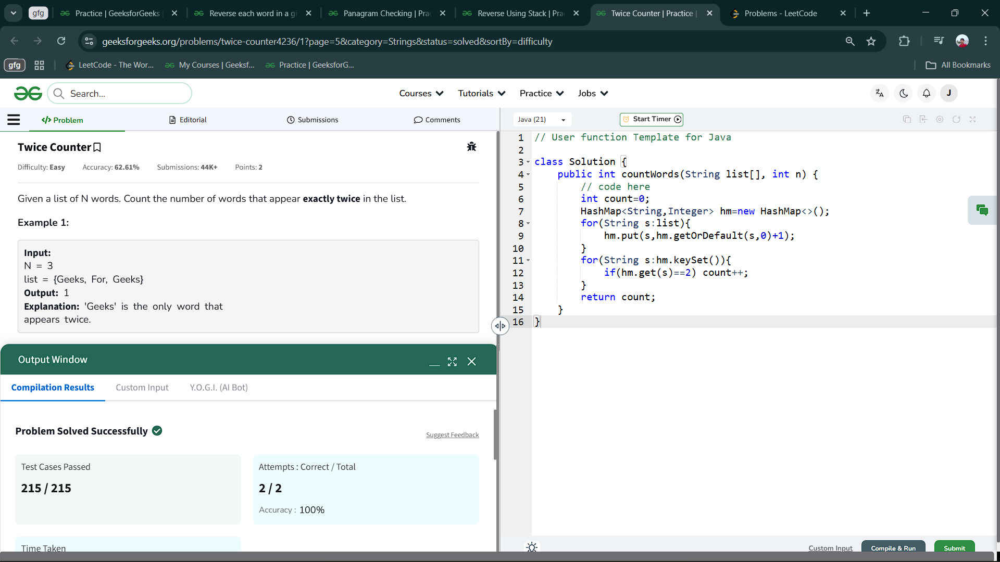 gfg
Practice | GeeksforGeeks
Reverse each word in a gi
Panagram Checking | Prac
Reverse Using Stack | Prac
Twice Counter | Practice |
Problems - LeetCode
geeksforgeeks.org/problems/twice-counter4236/1?page=5&category=Strings&status=solved&sortBy=difficulty
gfg
LeetCode - The Wor...
My Courses | Geeksf...
Practice | GeeksforG...
All Bookmarks
Search...
Courses
Tutorials
Practice
Jobs
J
</> Problem
Editorial
Submissions
Comments
Java (21)
Start Timer
Twice Counter
Difficulty: Easy
Accuracy: 62.61%
Submissions: 44K+
Points: 2
Given a list of N words. Count the number of words that appear exactly twice in the list.
Example 1:
Input:
N = 3
list = {Geeks, For, Geeks}
Output: 1
Explanation: 'Geeks' is the only word that
appears twice.
Output Window
Compilation Results
Custom Input
Y.O.G.I. (AI Bot)
Problem Solved Successfully
Suggest Feedback
Test Cases Passed
215 / 215
Attempts : Correct / Total
2 / 2
Accuracy : 100%
Time Taken
1 // User function Template for Java
2
3 class Solution {
4 public int countWords(String list[], int n) {
5 // code here
6 int count=0;
7 HashMap<String,Integer> hm=new HashMap<>();
8 for(String s:list){
9 hm.put(s,hm.getOrDefault(s,0)+1);
10 }
11 for(String s:hm.keySet()){
12 if(hm.get(s)==2) count++;
13 }
14 return count;
15 }
16 }
Custom Input
Compile & Run
Submit